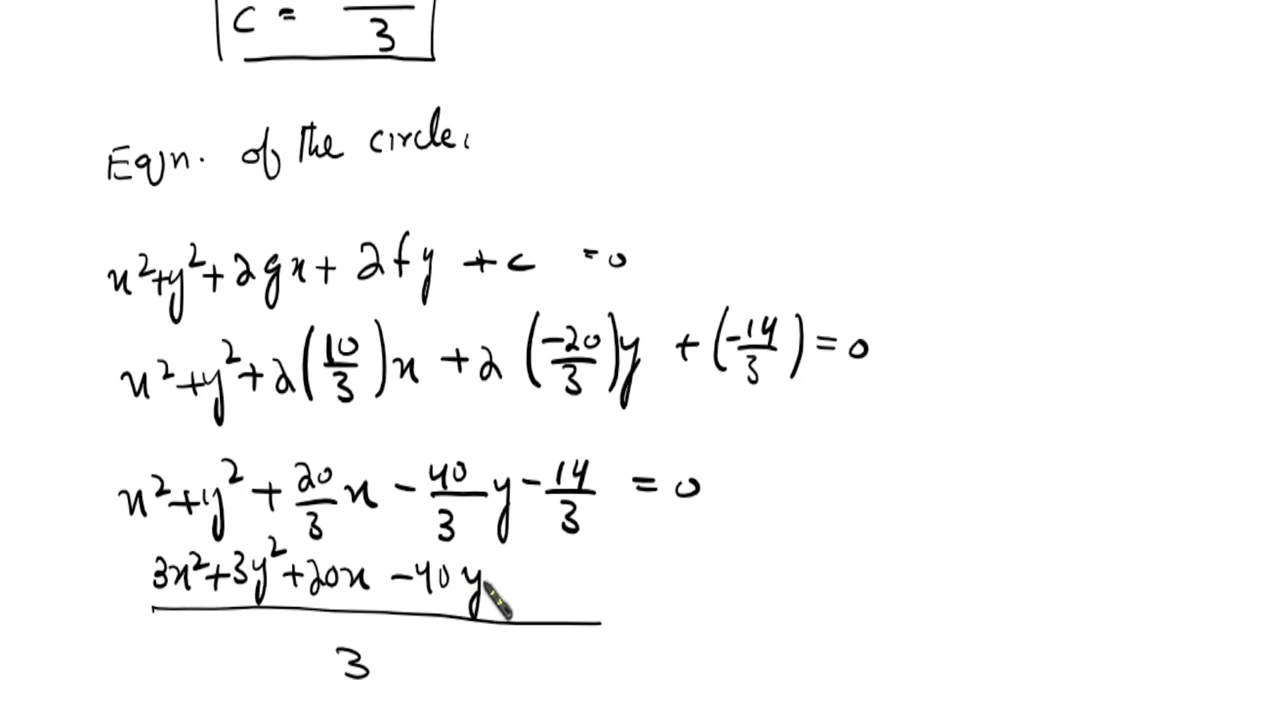 c = ― 3
Eqn. of the circle,
x²+y²+2gx+2fy+c =0
x²+y²+2(10/3)x+2(-20/3)y+(-14/3)=0
x²+y²+20/3x-40/3y-14/3=0
3x²+3y²+20x-40y
3